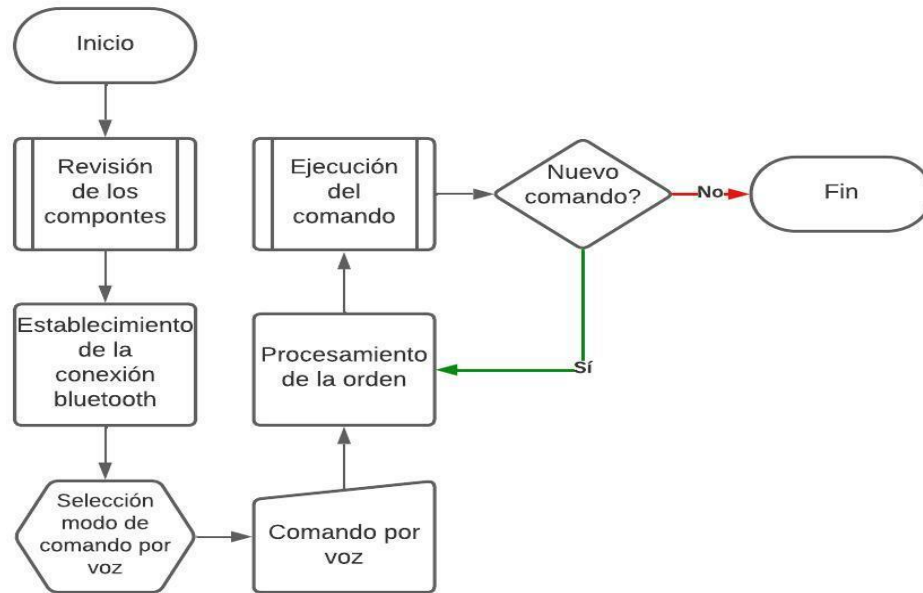 Inicio
Revisión
de los
compontes
Establecimiento
de la
conexión
bluetooth
Selección
modo de
comando por
voz
Comando por
voz
Procesamiento
de la orden
Ejecución
del
comando
Nuevo
comando?
No
Sí
Fin